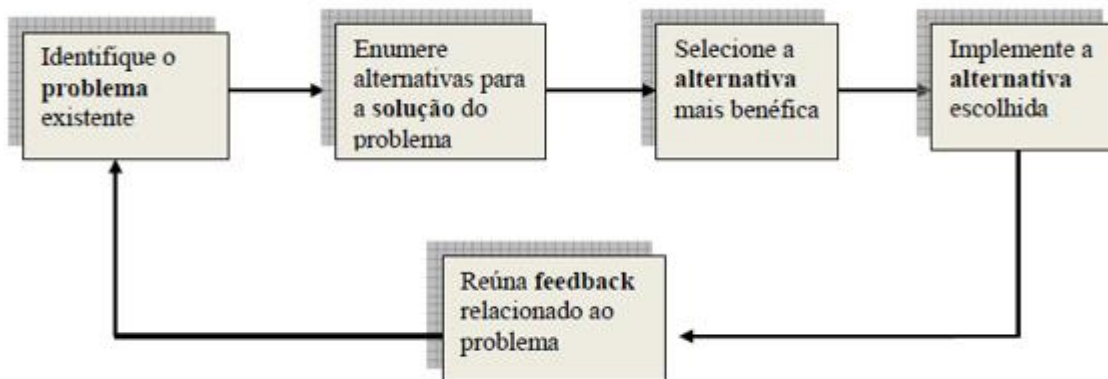 Identifique o
problema
existente
Enumere
alternativas para
a solução do
problema
Selecione a
alternativa
mais benéfica
Implemente a
alternativa
escolhida
Reúna feedback
relacionado ao
problema